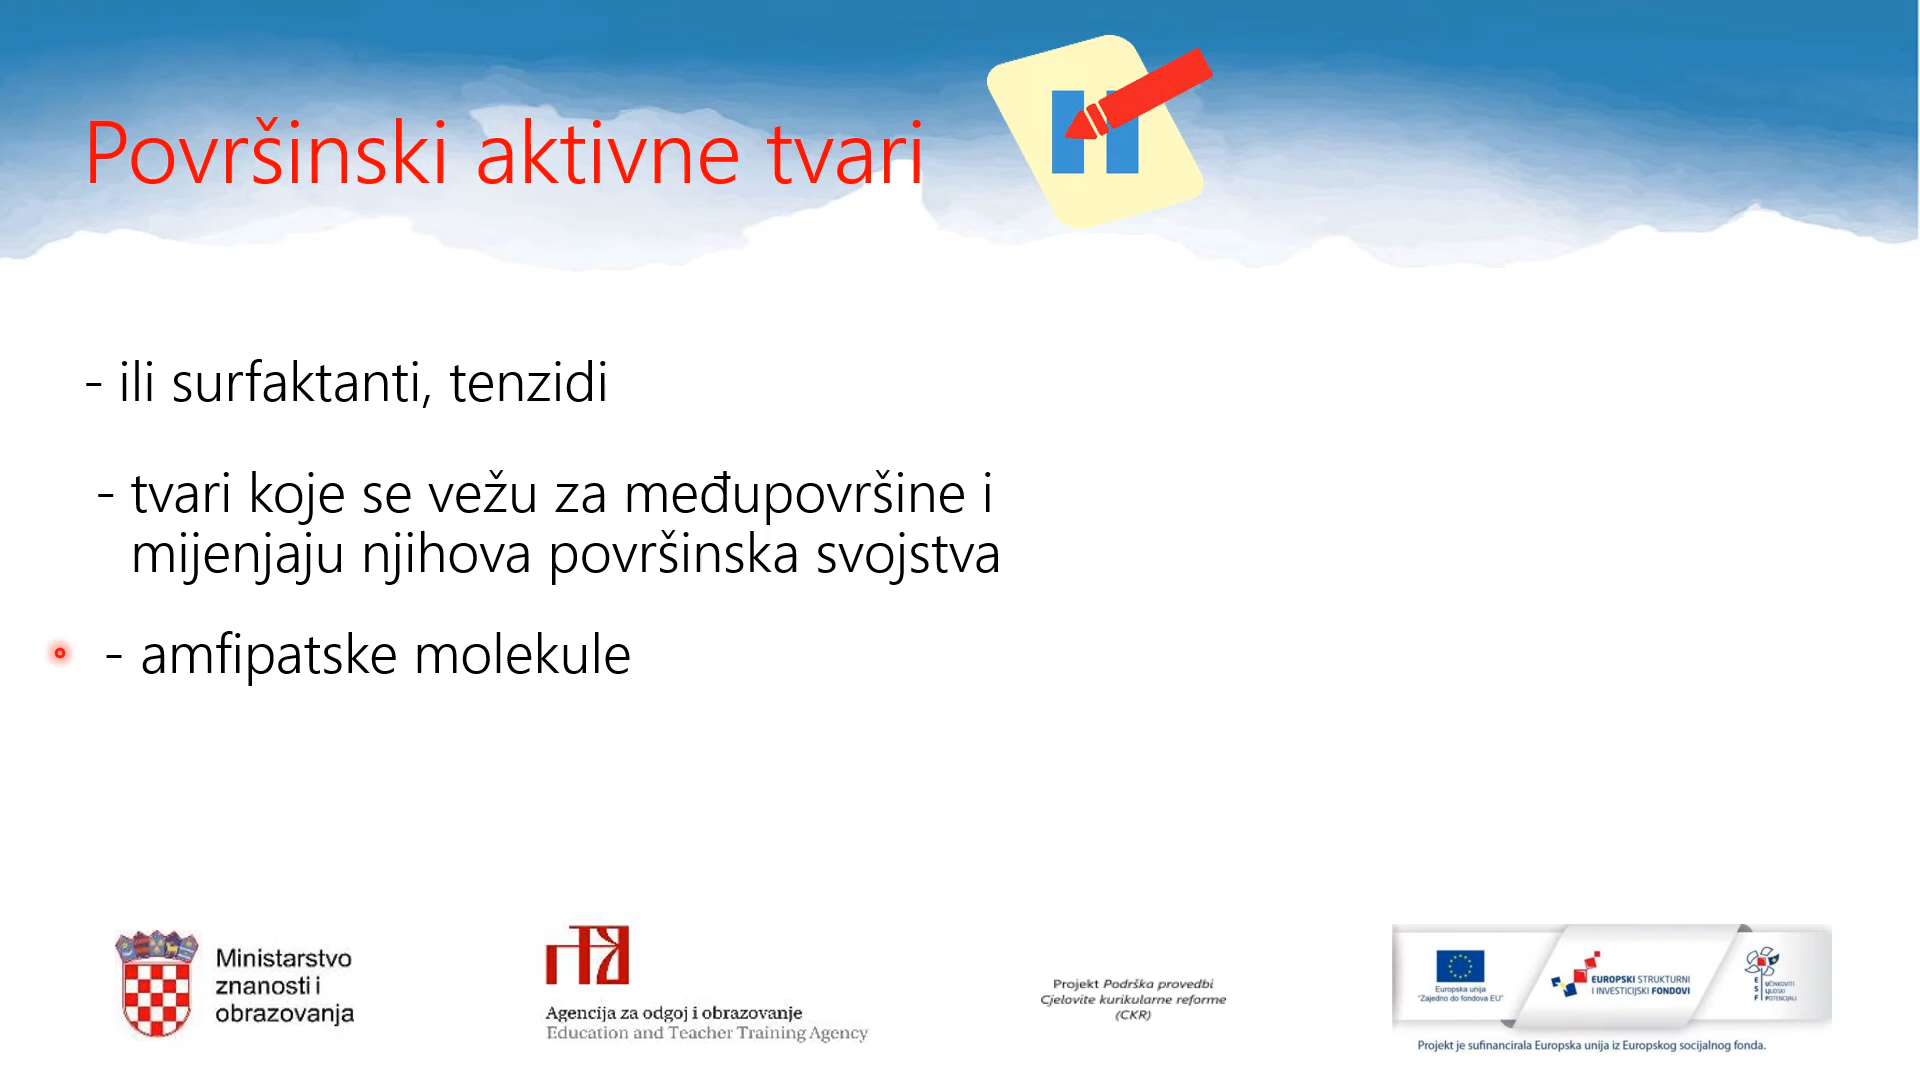 Površinski aktivne tvari
- ili surfaktanti, tenzidi
- tvari koje se vežu za međupovršine i
mijenjaju njihova površinska svojstva
- amfipatske molekule
Ministarstvo
znanosti i
obrazovanja
Agencija za odgoj i obrazovanje
Education and Teacher Training Agency
Projekt Podrška provedbi
Cjelovite kurikularne reforme
(CKR)
Europska unija
"Zajedno do fondova EU"
EUROPSKI STRUKTURNI
I INVESTICIJSKI FONDOVI
ESF
UČINKOVITI
LJUDSKI
POTENCIJALI
Projekt je sufinancirala Europska unija iz Europskog socijalnog fonda.